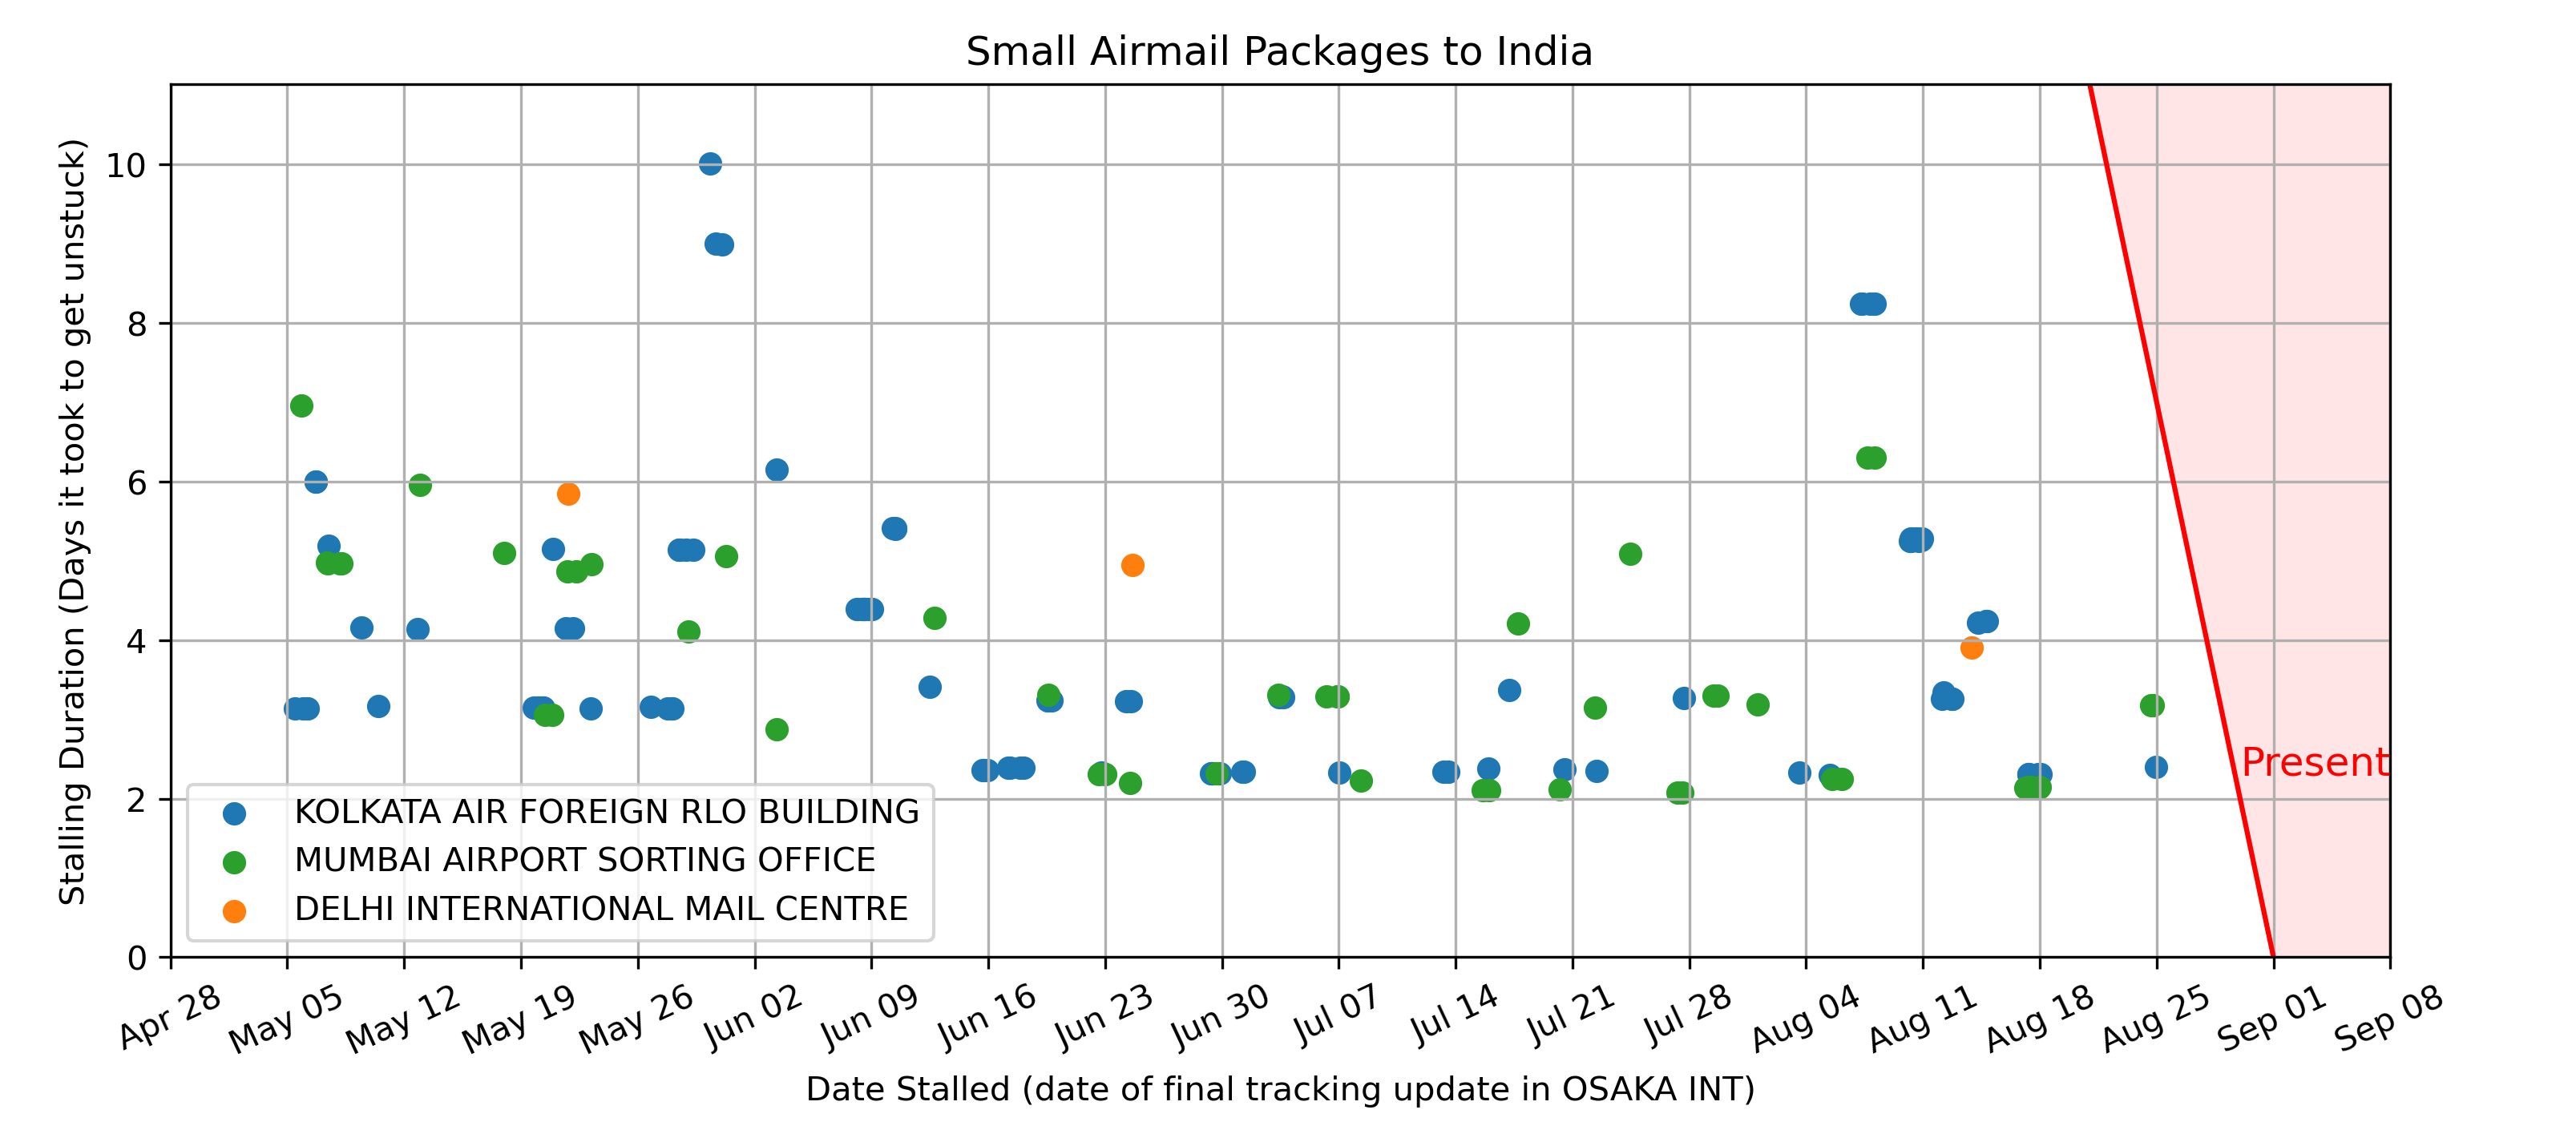 Small Airmail Packages to India
Stalling Duration (Days it took to get unstuck)
10
8
6
4
2
0
Present
KOLKATA AIR FOREIGN RLO BUILDING
MUMBAI AIRPORT SORTING OFFICE
DELHI INTERNATIONAL MAIL CENTRE
Apr 28 May 05 May 12 May 19 May 26 Jun 02 Jun 09 Jun 16 Jun 23 Jun 30 Jul 07 Jul 14 Jul 21 Jul 28 Aug 04 Aug 11 Aug 18 Aug 25 Sep 01 Sep 08
Date Stalled (date of final tracking update in OSAKA INT)